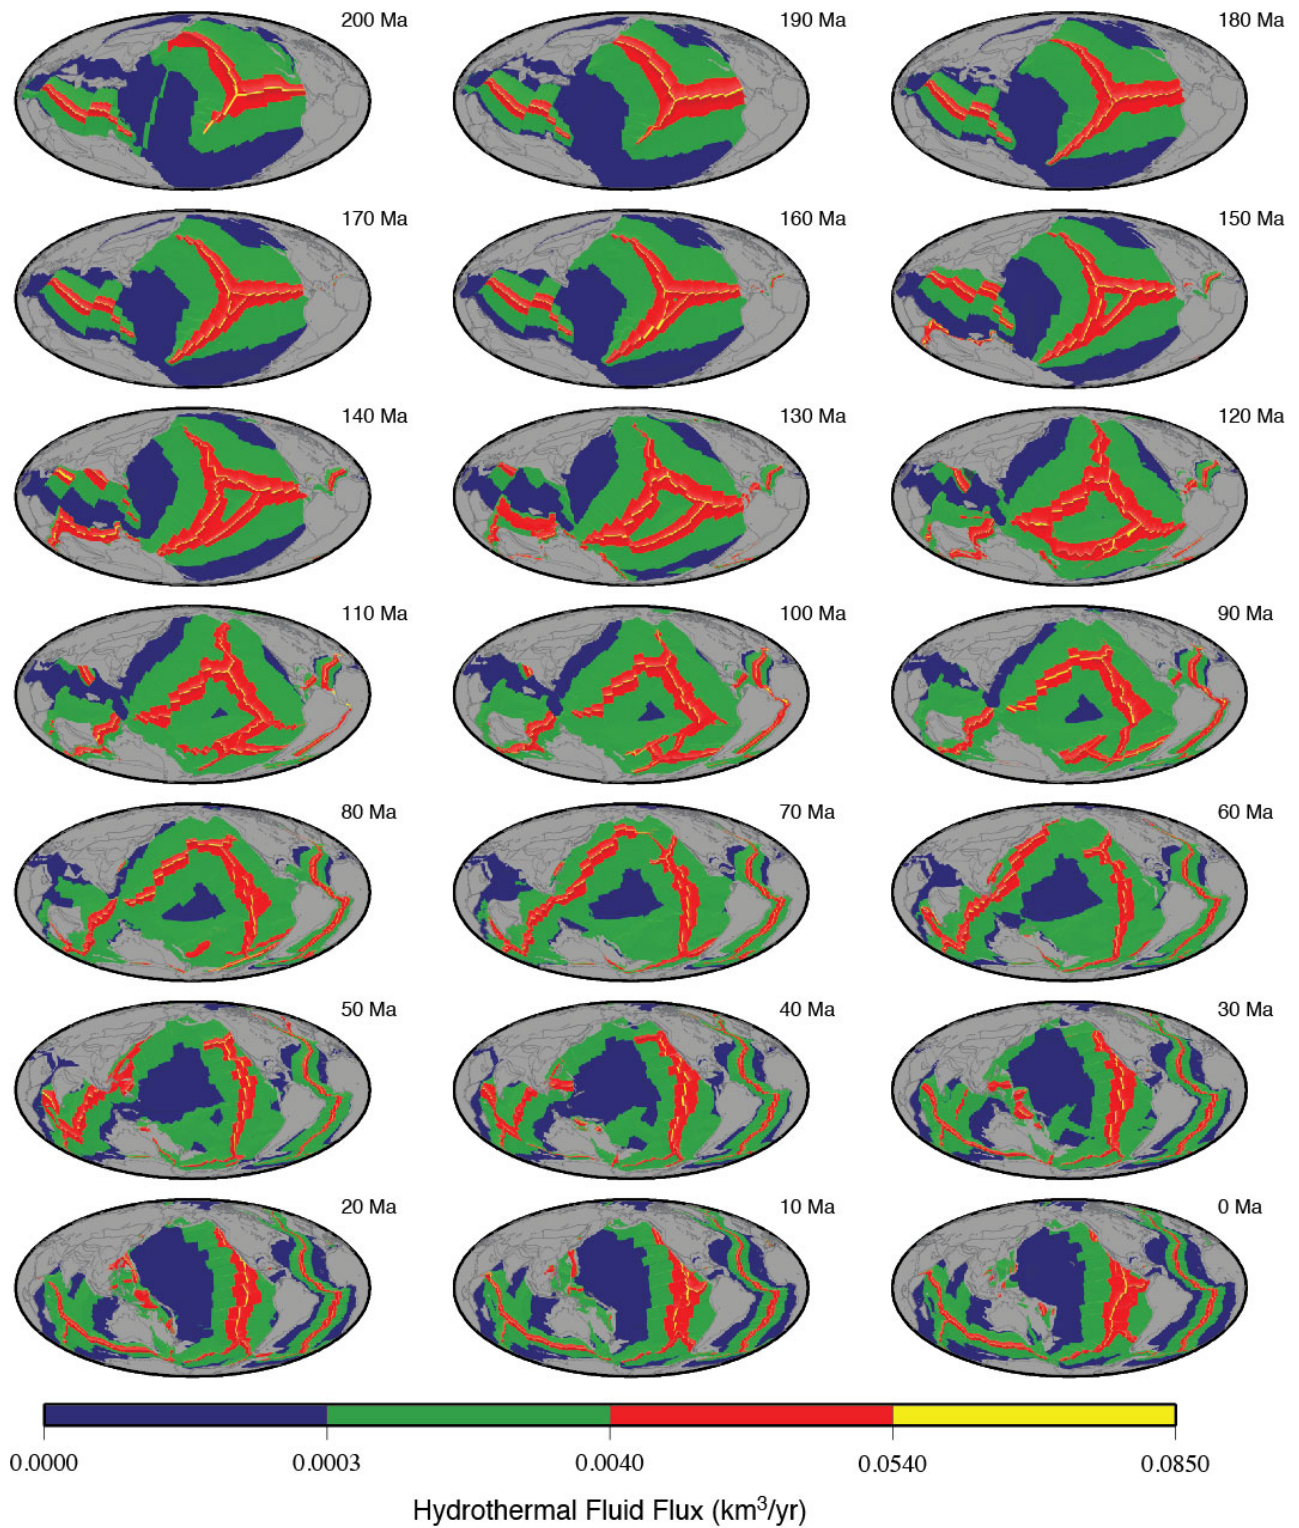 200 Ma
190 Ma
180 Ma
170 Ma
160 Ma
150 Ma
140 Ma
130 Ma
120 Ma
110 Ma
100 Ma
90 Ma
80 Ma
70 Ma
60 Ma
50 Ma
40 Ma
30 Ma
20 Ma
10 Ma
0 Ma
0.0000
0.0003
0.0040
0.0540
0.0850
Hydrothermal Fluid Flux (km³/yr)